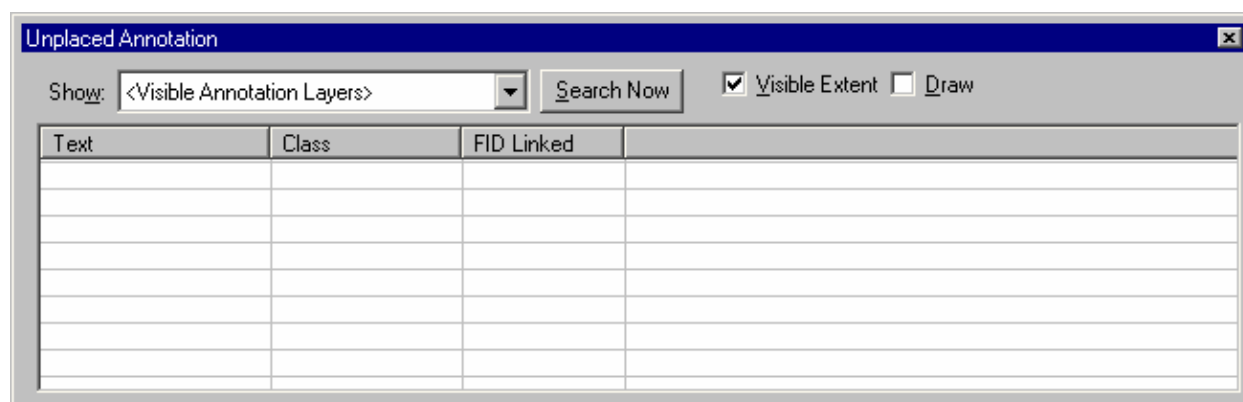 Unplaced Annotation
Show: <Visible Annotation Layers> Search Now Visible Extent Draw
Text Class FID Linked